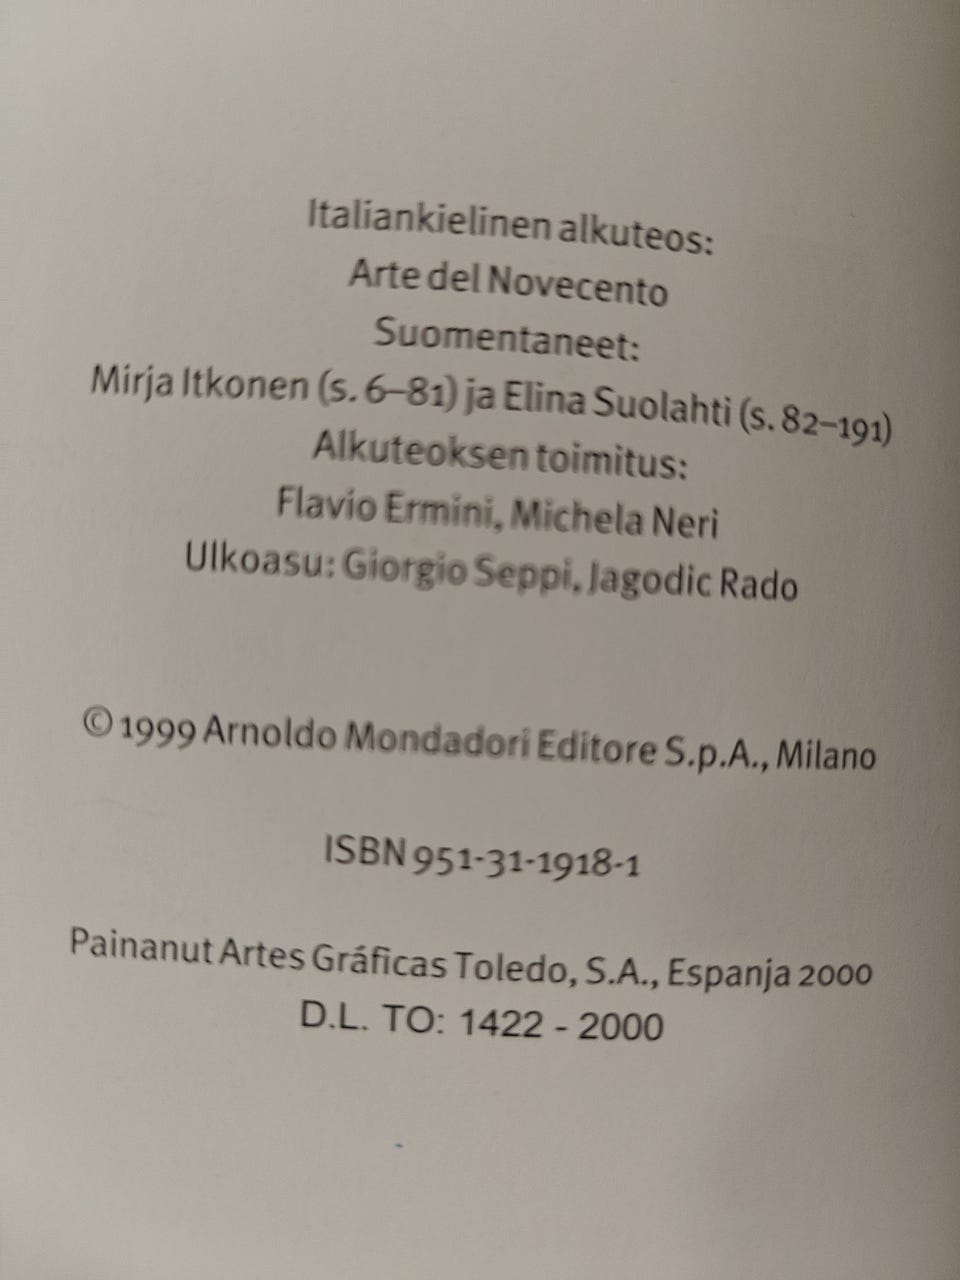 Italiankielinen alkuteos:
Arte del Novecento
Suomentaneet:
Mirja Itkonen (s. 6–81) ja Elina Suolahti (s. 82–191)
Alkuteoksen toimitus:
Flavio Ermini, Michela Neri
Ulkoasu: Giorgio Seppi, Jagodic Rado
© 1999 Arnoldo Mondadori Editore S.p.A., Milano
ISBN 951-31-1918-1
Painanut Artes Gráficas Toledo, S.A., Espanja 2000
D.L. TO: 1422 - 2000